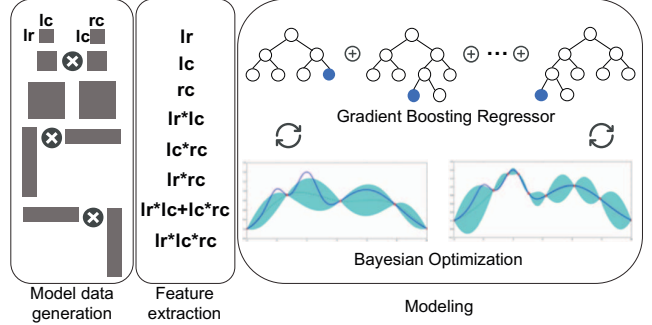 lc rc
lr lc
lr
lc
rc
lr*lc
lc*rc
lr*rc
lr*lc+lc*rc
lr*lc*rc
Gradient Boosting Regressor
Bayesian Optimization
Model data
generation
Feature
extraction
Modeling